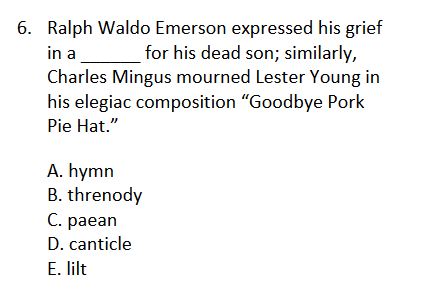 6. Ralph Waldo Emerson expressed his grief
in a ______ for his dead son; similarly,
Charles Mingus mourned Lester Young in
his elegiac composition “Goodbye Pork
Pie Hat.”
A. hymn
B. threnody
C. paean
D. canticle
E. lilt